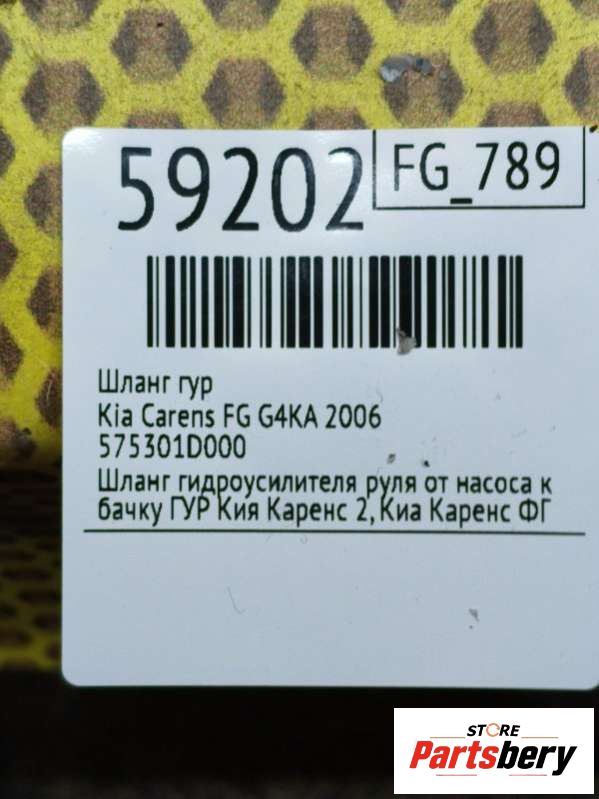 59202
FG_789
Шланг гур
Kia Carens FG G4KA 2006
575301D000
Шланг гидроусилителя руля от насоса к
бачку ГУР Кия Каренс 2, Киа Каренс ФГ
STORE
Partsbery